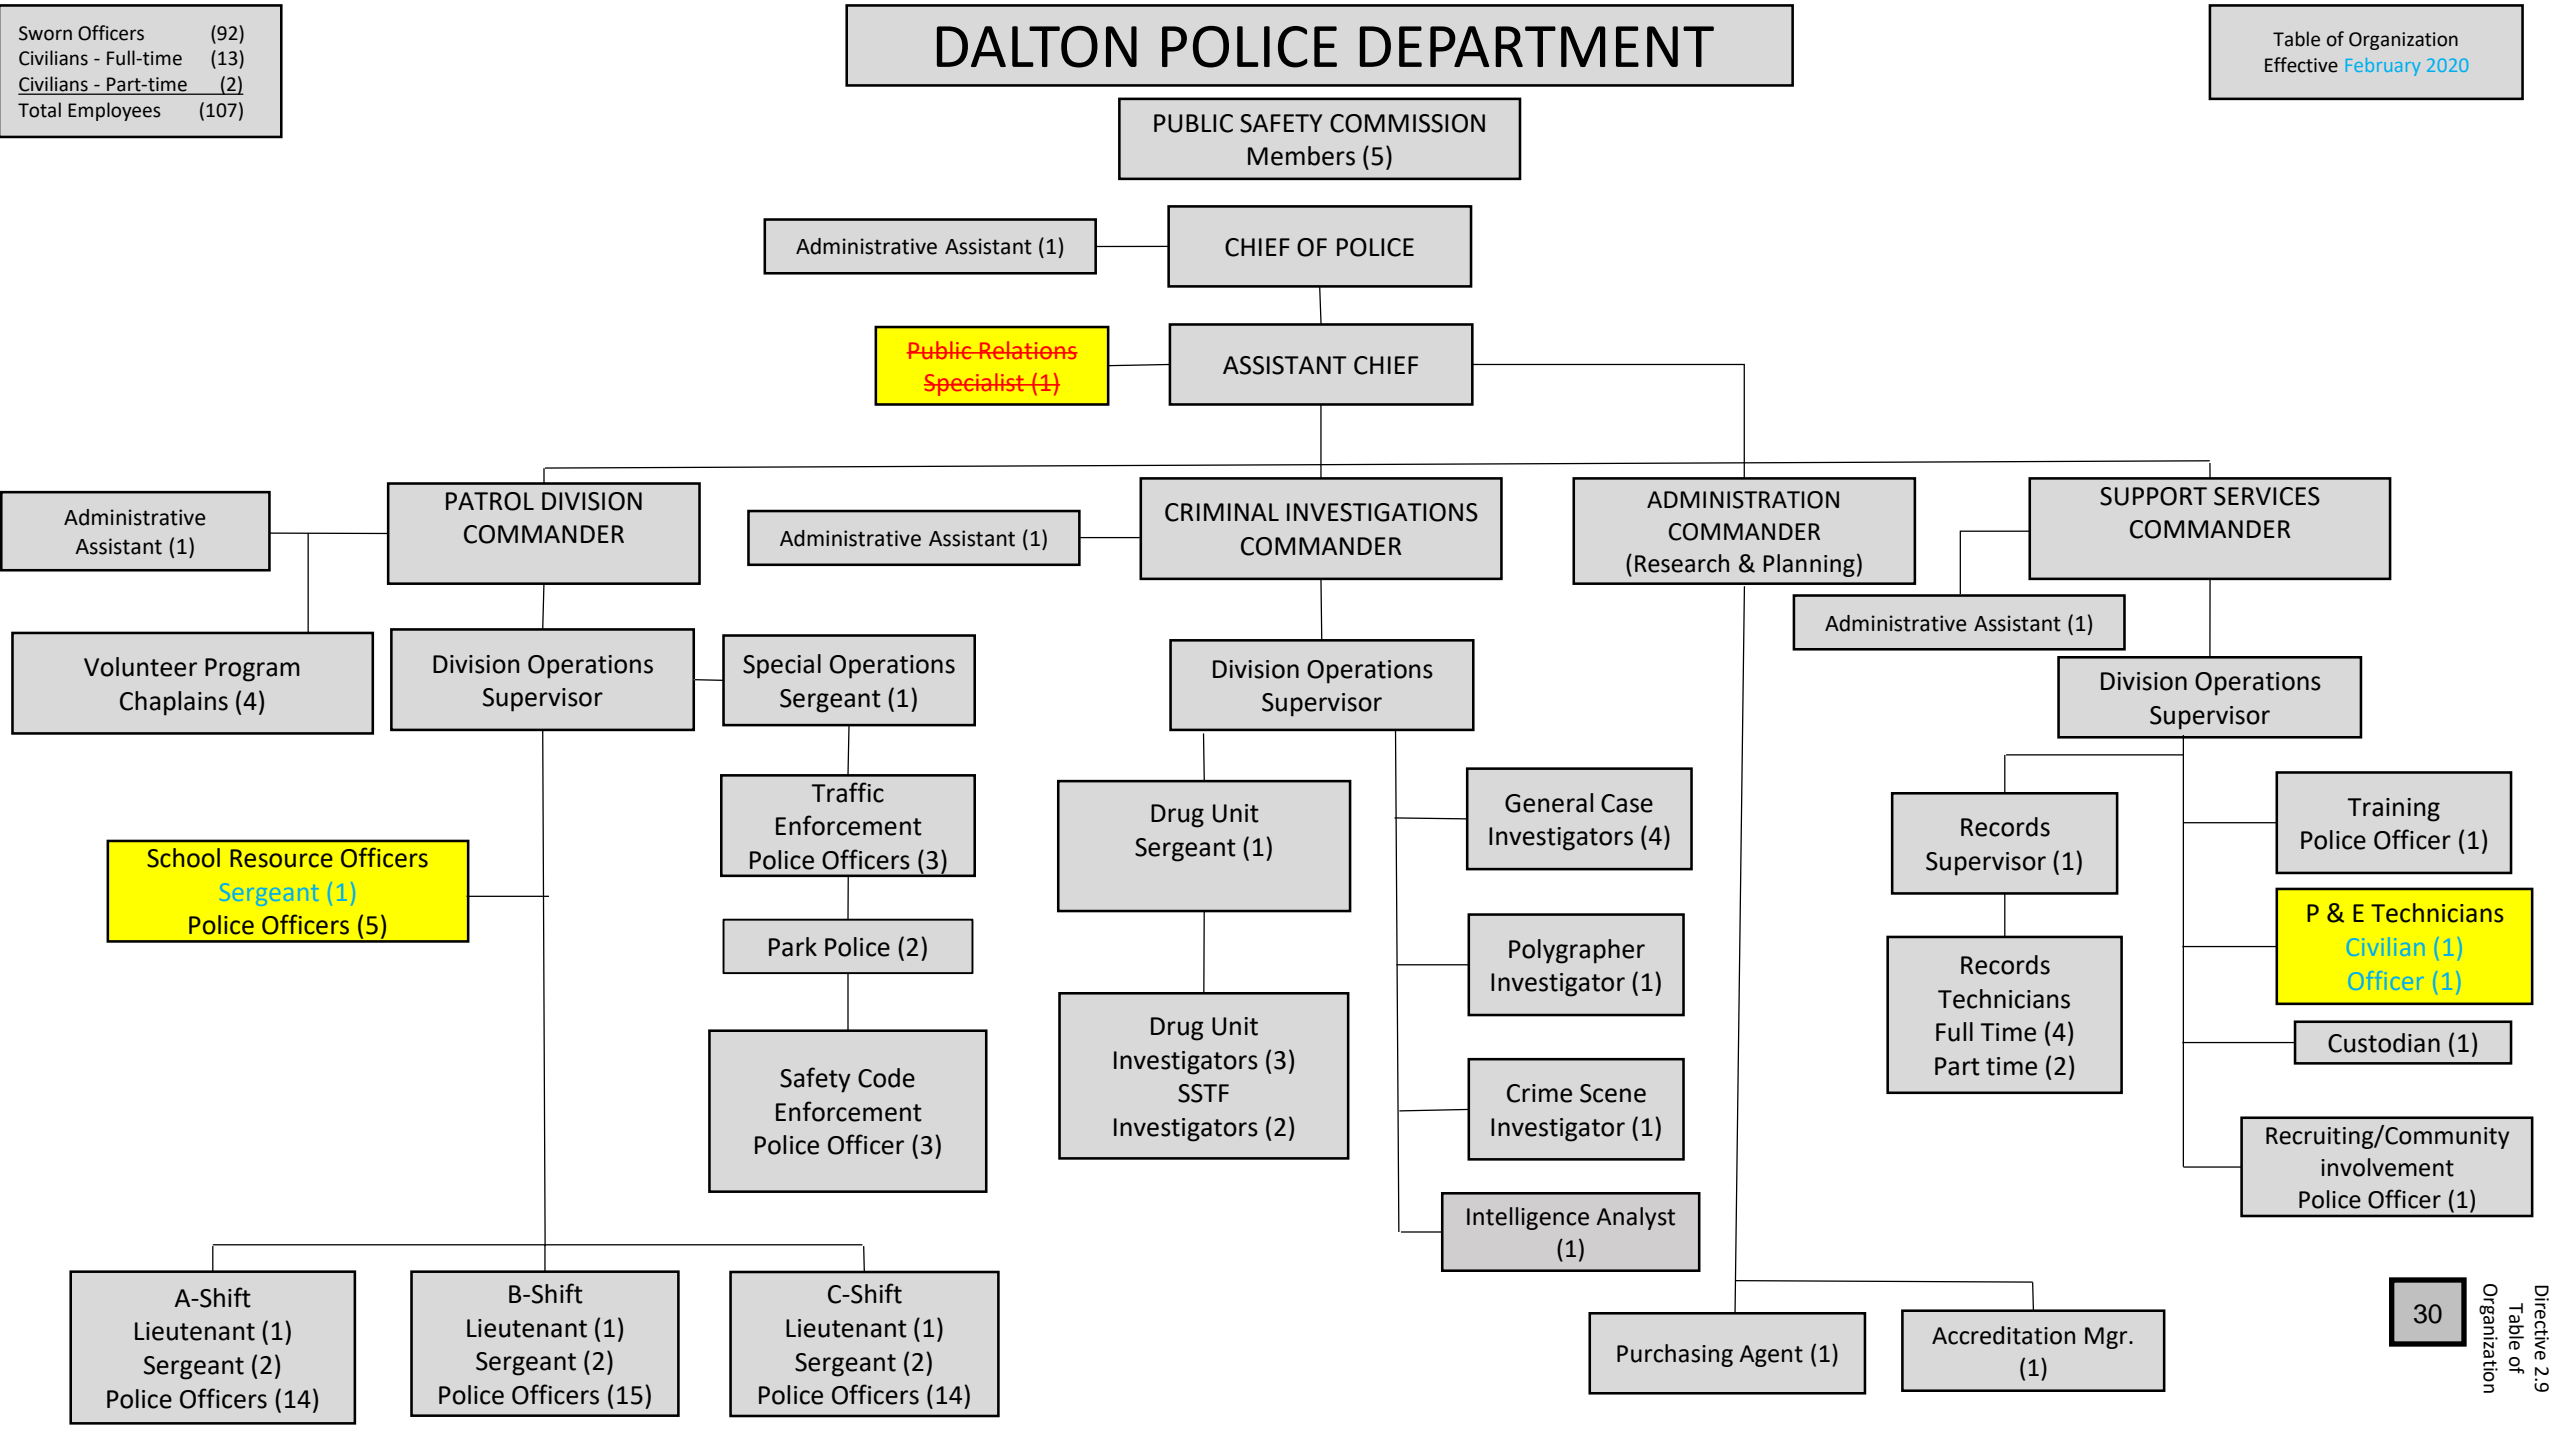 Sworn Officers (92)
Civilians - Full-time (13)
Civilians - Part-time (2)
Total Employees (107)
DALTON POLICE DEPARTMENT
Table of Organization
Effective February 2020
PUBLIC SAFETY COMMISSION
Members (5)
Administrative Assistant (1)
CHIEF OF POLICE
Public Relations
Specialist (1)
ASSISTANT CHIEF
Administrative
Assistant (1)
PATROL DIVISION
COMMANDER
Administrative Assistant (1)
CRIMINAL INVESTIGATIONS
COMMANDER
ADMINISTRATION
COMMANDER
(Research & Planning)
SUPPORT SERVICES
COMMANDER
Administrative Assistant (1)
Volunteer Program
Chaplains (4)
Division Operations
Supervisor
Special Operations
Sergeant (1)
Division Operations
Supervisor
Division Operations
Supervisor
Traffic
Enforcement
Police Officers (3)
Drug Unit
Sergeant (1)
General Case
Investigators (4)
Records
Supervisor (1)
Training
Police Officer (1)
School Resource Officers
Sergeant (1)
Police Officers (5)
Park Police (2)
Polygrapher
Investigator (1)
P & E Technicians
Civilian (1)
Officer (1)
Records
Technicians
Full Time (4)
Part time (2)
Drug Unit
Investigators (3)
SSTF
Investigators (2)
Custodian (1)
Safety Code
Enforcement
Police Officer (3)
Crime Scene
Investigator (1)
Recruiting/Community
involvement
Police Officer (1)
Intelligence Analyst
(1)
A-Shift
Lieutenant (1)
Sergeant (2)
Police Officers (14)
B-Shift
Lieutenant (1)
Sergeant (2)
Police Officers (15)
C-Shift
Lieutenant (1)
Sergeant (2)
Police Officers (14)
Purchasing Agent (1)
Accreditation Mgr.
(1)
30
Directive 2.9
Table of
Organization